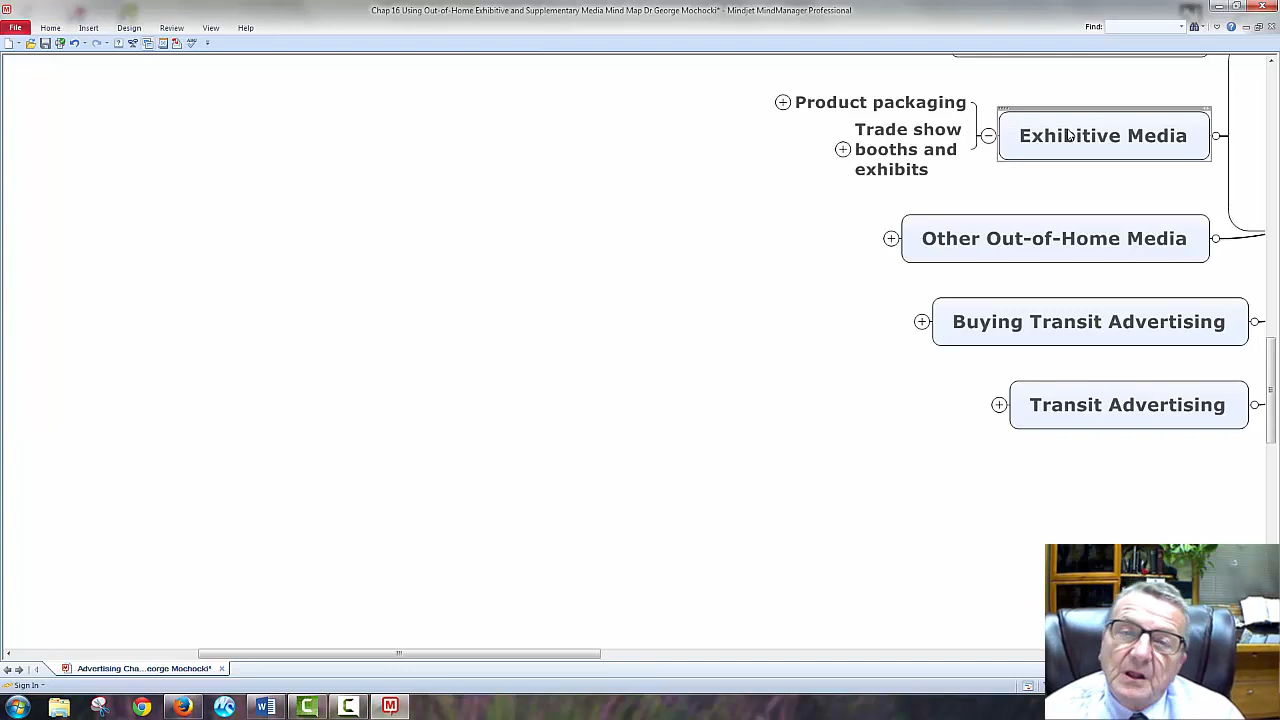 Chap 16 Using Out-of-Home Exhibitive and Supplementary Media Mind Map Dr George Mochocki* - Mindjet MindManager Professional
File Home Insert Design Review View Help
Find:
Product packaging
Trade show
booths and
exhibits
Exhibitive Media
Other Out-of-Home Media
Buying Transit Advertising
Transit Advertising
Advertising Cha...eorge Mochocki*
Sign In